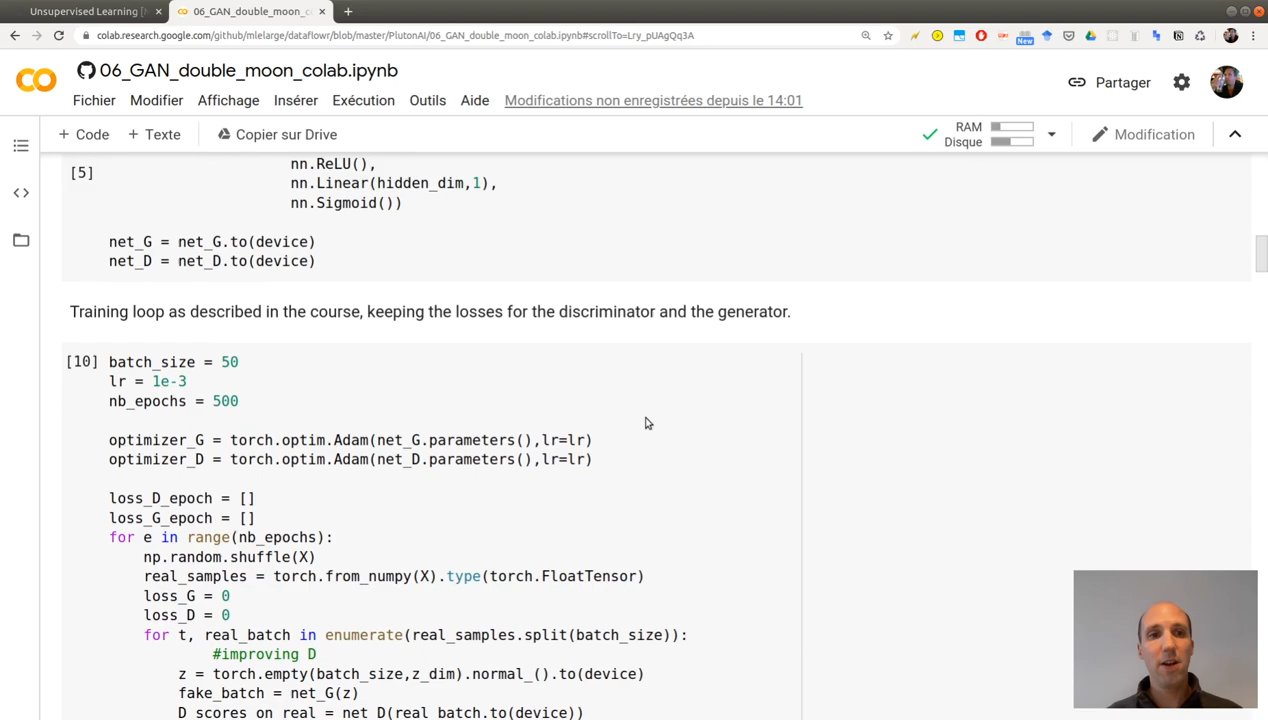 Unsupervised Learning [
06_GAN_double_moon_c
colab.research.google.com/github/mlelarge/dataflowr/blob/master/PlutonAI/06_GAN_double_moon_colab.ipynb#scrollTo=Lry_pUAgQq3A
New
06_GAN_double_moon_colab.ipynb
Partager
Fichier Modifier Affichage Insérer Exécution Outils Aide Modifications non enregistrées depuis le 14:01
+ Code + Texte Copier sur Drive
RAM
Disque
Modification
nn.ReLU(),
[5]
nn.Linear(hidden_dim,1),
nn.Sigmoid())
net_G = net_G.to(device)
net_D = net_D.to(device)
Training loop as described in the course, keeping the losses for the discriminator and the generator.
[10] batch_size = 50
lr = 1e-3
nb_epochs = 500
optimizer_G = torch.optim.Adam(net_G.parameters(),lr=lr)
optimizer_D = torch.optim.Adam(net_D.parameters(),lr=lr)
loss_D_epoch = []
loss_G_epoch = []
for e in range(nb_epochs):
np.random.shuffle(X)
real_samples = torch.from_numpy(X).type(torch.FloatTensor)
loss_G = 0
loss_D = 0
for t, real_batch in enumerate(real_samples.split(batch_size)):
#improving D
z = torch.empty(batch_size,z_dim).normal_().to(device)
fake_batch = net_G(z)
D_scores_on_real = net_D(real_batch.to(device))